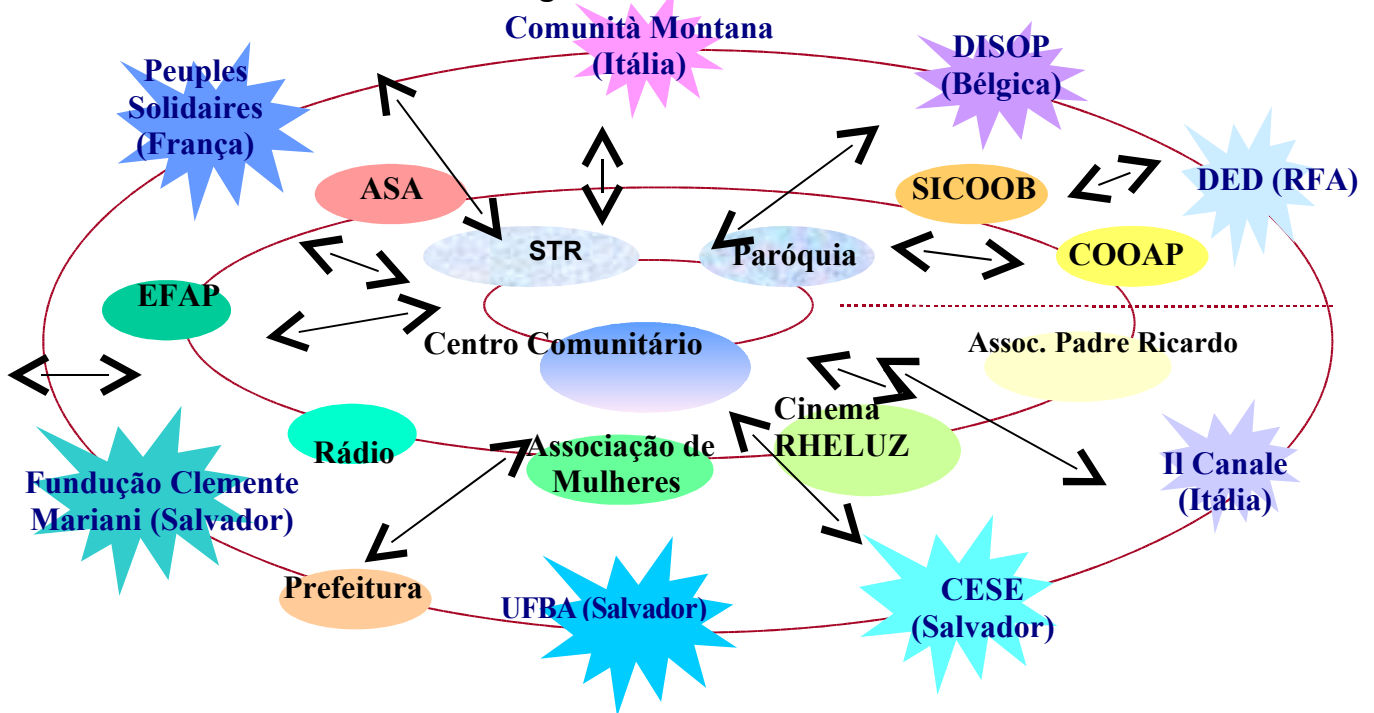 Comunità Montana
(Itália)
DISOP
(Bélgica)
Peuples
Solidaires
(França)
ASA
SICOOB
DED (RFA)
STR
Paróquia
COOAP
EFAP
Centro Comunitário
Assoc. Padre Ricardo
Cinema
RHELUZ
Rádio
Associação de
Mulheres
Il Canale
(Itália)
Fundução Clemente
Mariani (Salvador)
Prefeitura
UFBA (Salvador)
CESE
(Salvador)